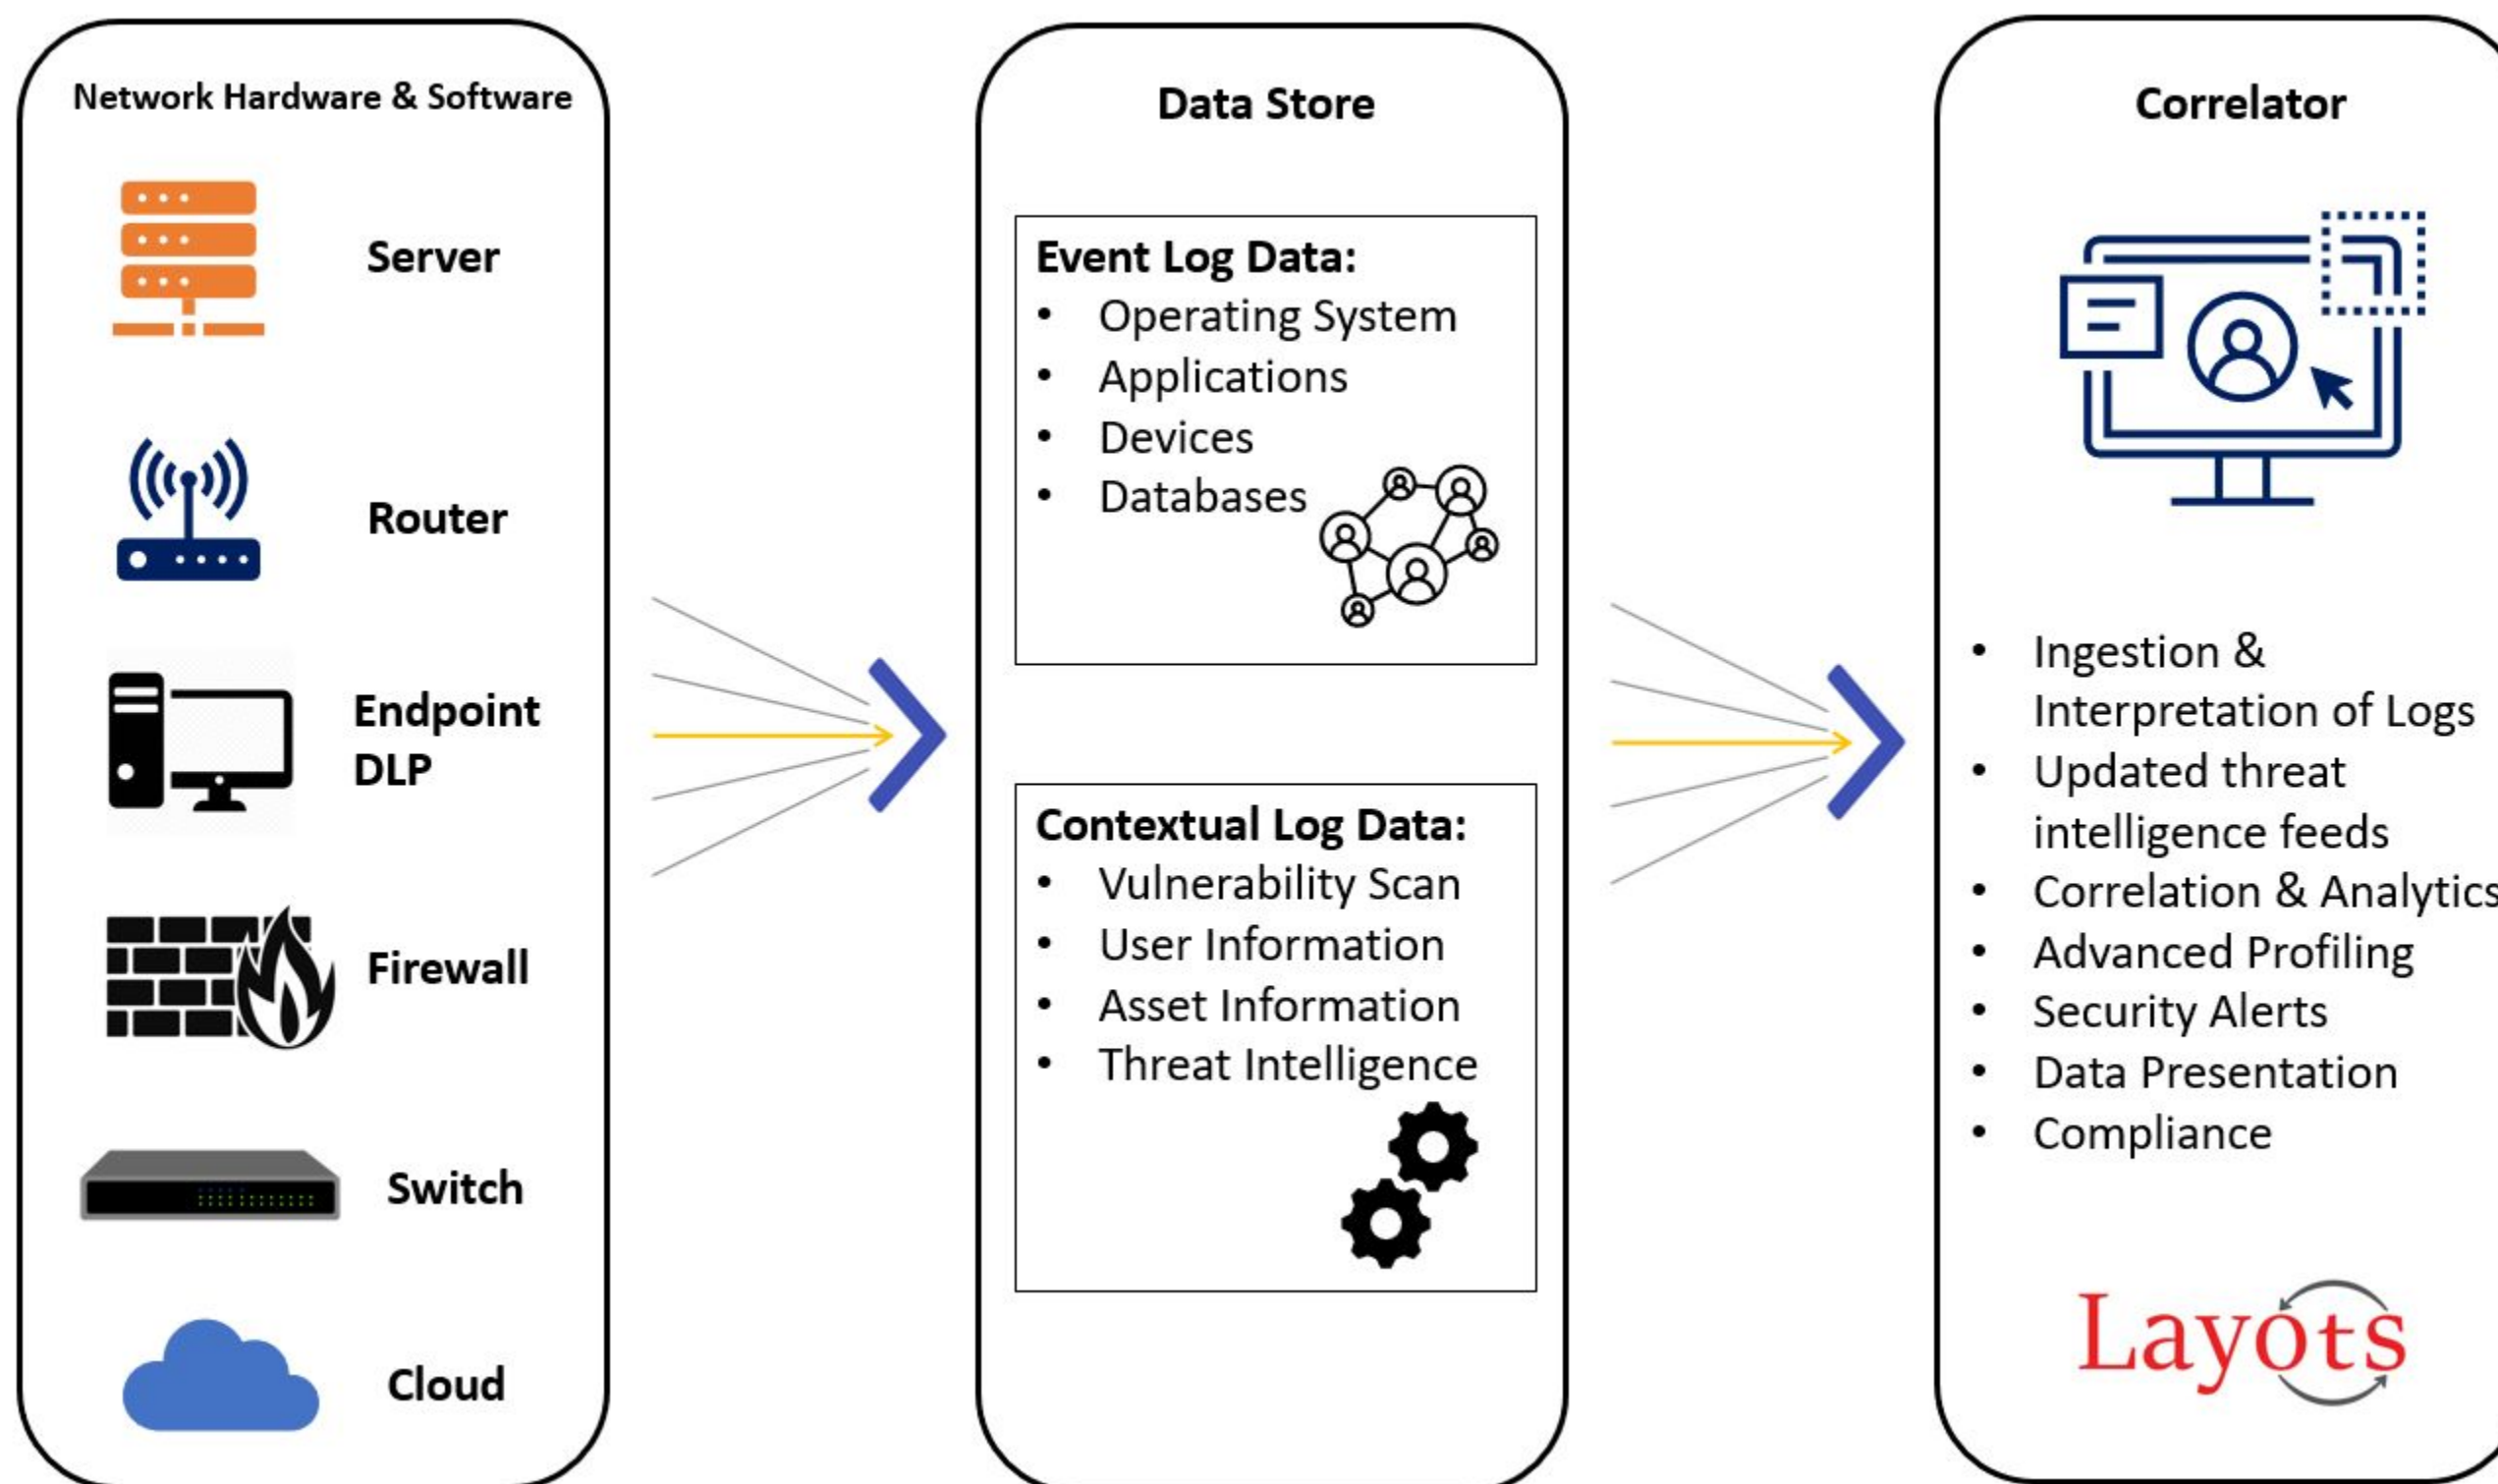 Network Hardware & Software
Server
Router
Endpoint
DLP
Firewall
Switch
Cloud
Data Store
Event Log Data:
• Operating System
• Applications
• Devices
• Databases
Contextual Log Data:
• Vulnerability Scan
• User Information
• Asset Information
• Threat Intelligence
Correlator
• Ingestion &
Interpretation of Logs
• Updated threat
intelligence feeds
• Correlation & Analytics
• Advanced Profiling
• Security Alerts
• Data Presentation
• Compliance
Layots